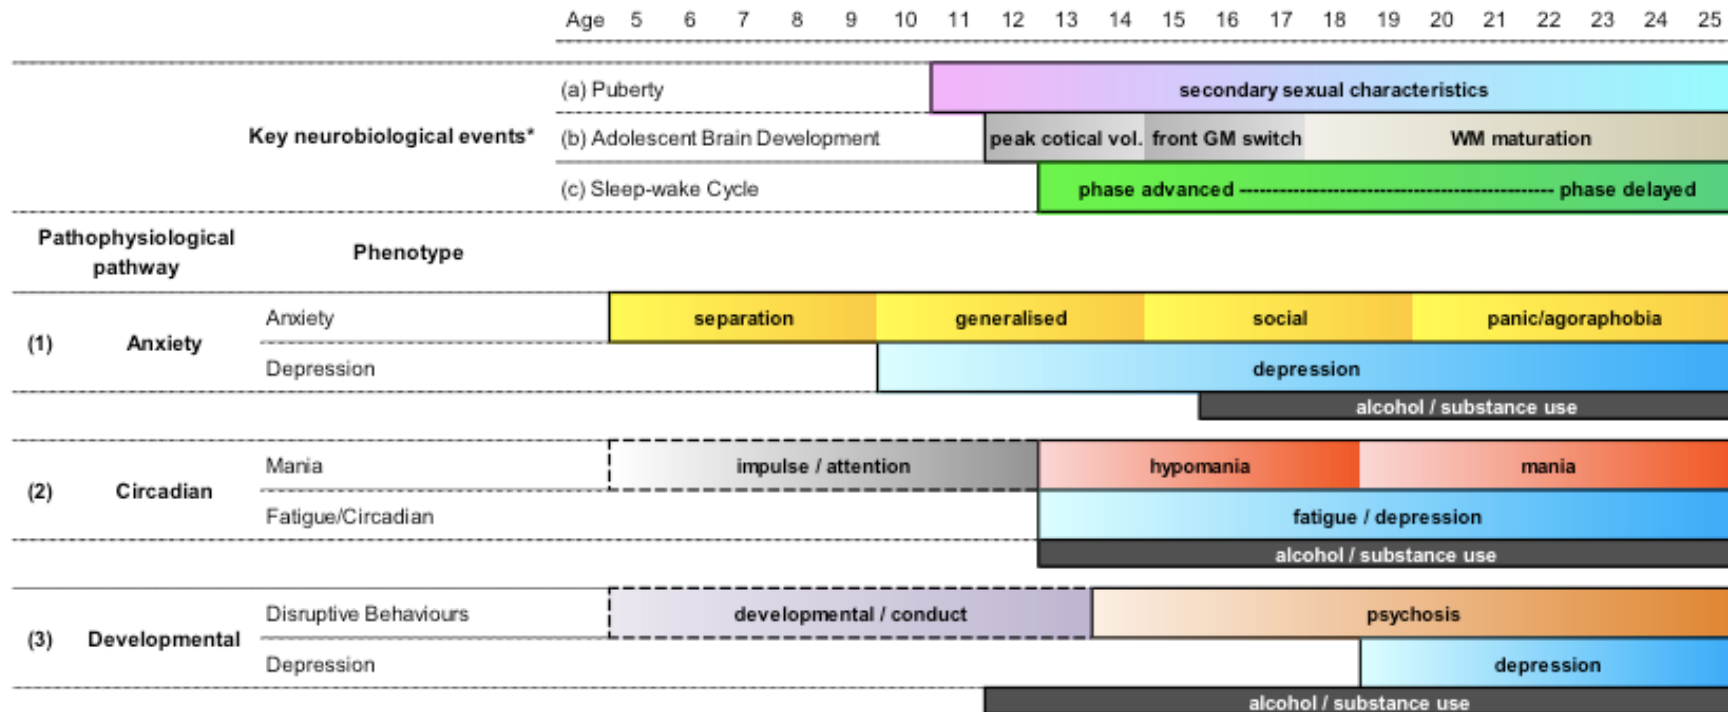 Age 5 6 7 8 9 10 11 12 13 14 15 16 17 18 19 20 21 22 23 24 25
(a) Puberty secondary sexual characteristics
Key neurobiological events* (b) Adolescent Brain Development peak cotical vol. front GM switch WM maturation
(c) Sleep-wake Cycle phase advanced ---------------------------------------------- phase delayed
Pathophysiological
pathway
Phenotype
(1) Anxiety
Anxiety separation generalised social panic/agoraphobia
Depression depression
alcohol / substance use
(2) Circadian
Mania impulse / attention hypomania mania
Fatigue/Circadian fatigue / depression
alcohol / substance use
(3) Developmental
Disruptive Behaviours developmental / conduct psychosis
Depression depression
alcohol / substance use